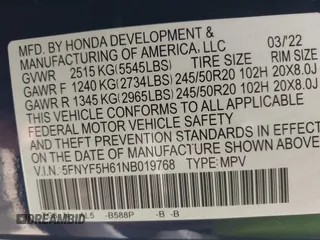 MFD. BY HONDA DEVELOPMENT &
MANUFACTURING OF AMERICA, LLC 03/'22
GVWR 2515 KG(5545LBS) TIRE SIZE RIM SIZE
GAWR F 1240 KG(2734LBS) 245/50R20 102H 20X8.0J
GAWR R 1345 KG(2965LBS) 245/50R20 102H 20X8.0J
THIS VEHICLE CONFORMS TO ALL APPLICABLE
FEDERAL MOTOR VEHICLE SAFETY AND
THEFT PREVENTION STANDARDS IN EFFECT ON
THE DATE OF MANUFACTURE SHOWN ABOVE.
V.I.N. 5FNYF5H61NB019768 TYPE: MPV
-B588P -B -B
DREAMBID